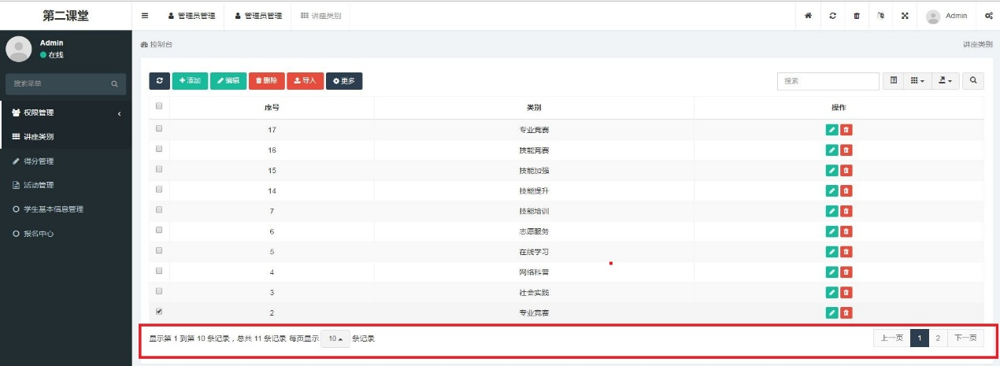 第二课堂 管理员管理 管理员管理 讲座类别 Admin
Admin
在线
控制台 讲座类别
搜索菜单
添加 编辑 删除 导入 更多 搜索
权限管理
讲座类别
得分管理
活动管理
学生基本信息管理
报名中心
序号 类别 操作
17 专业竞赛
16 技能竞赛
15 技能加强
14 技能提升
7 技能培训
6 志愿服务
5 在线学习
4 网络科普
3 社会实践
2 专业竞赛
显示第 1 到第 10 条记录，总共 11 条记录 每页显示 10 条记录 上一页 1 2 下一页